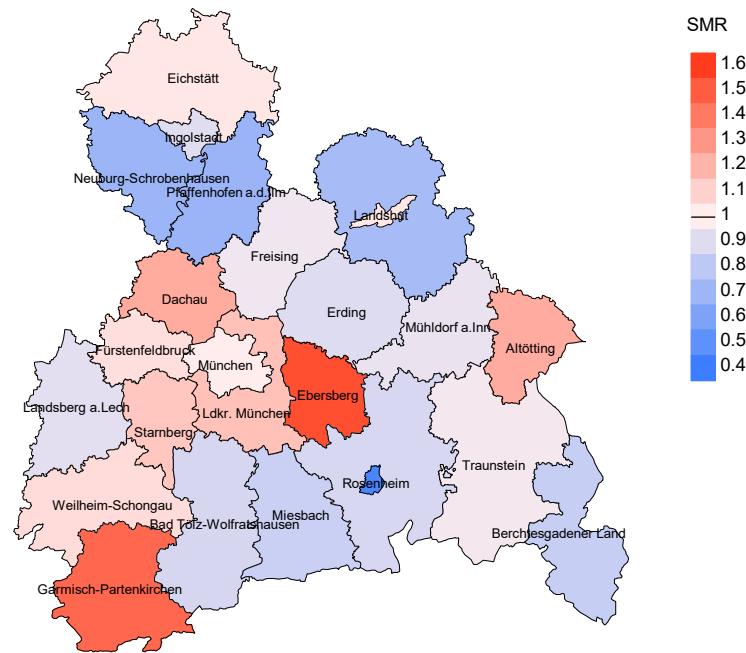 SMR
1.6
1.5
1.4
1.3
1.2
1.1
1
0.9
0.8
0.7
0.6
0.5
0.4
Eichstätt
Ingolstadt
Neuburg-Schrobenhausen
Pfaffenhofen a.d.Ilm
Landshut
Freising
Dachau
Erding
Mühldorf a.Inn
Altötting
Fürstenfeldbruck
München
Ebersberg
Landsberg a.Lech
Ldkr. München
Starnberg
Traunstein
Rosenheim
Weilheim-Schongau
Miesbach
Bad Tölz-Wolfratshausen
Berchtesgadener Land
Garmisch-Partenkirchen